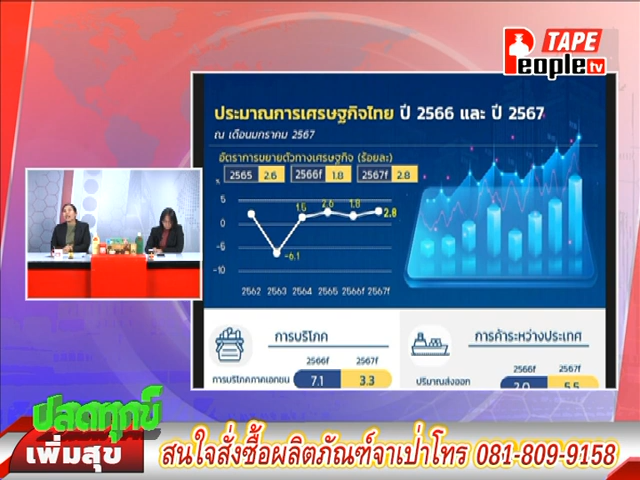 TAPE
People tv
ประมาณการเศรษฐกิจไทย ปี 2566 และ ปี 2567
ณ เดือนมกราคม 2567
อัตราการขยายตัวทางเศรษฐกิจ (ร้อยละ)
2565 2.6 2566f 1.8 2567f 2.8
%
5
0
-5
-10
1.5 2.6 1.8 2.8
-6.1
2562 2563 2564 2565 2566f 2567f
การบริโภค
2566f 2567f
การบริโภคภาคเอกชน 7.1 3.3
การค้าระหว่างประเทศ
2566f 2567f
ปริมาณส่งออก 5.5
ปลดทุกข์
เพิ่มสุข
สนใจสั่งซื้อผลิตภัณฑ์จาเป่าโทร 081-809-9158